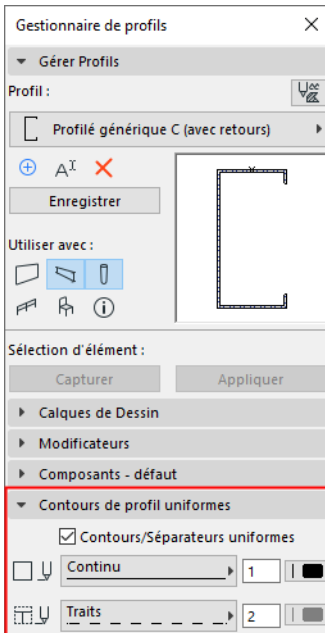 Gestionnaire de profils
Gérer Profils
Profil :
Profilé générique C (avec retours)
Enregistrer
Utiliser avec :
Sélection d'élément :
Capturer Appliquer
Calques de Dessin
Modificateurs
Composants - défaut
Contours de profil uniformes
Contours/Séparateurs uniformes
Continu 1
Traits 2